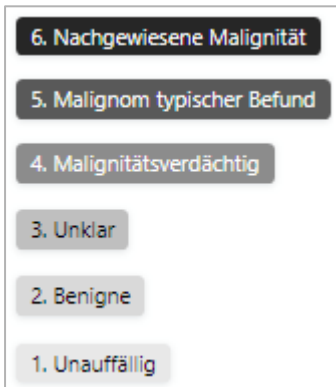 6. Nachgewiesene Malignität
5. Malignom typischer Befund
4. Malignitätsverdächtig
3. Unklar
2. Benigne
1. Unauffällig